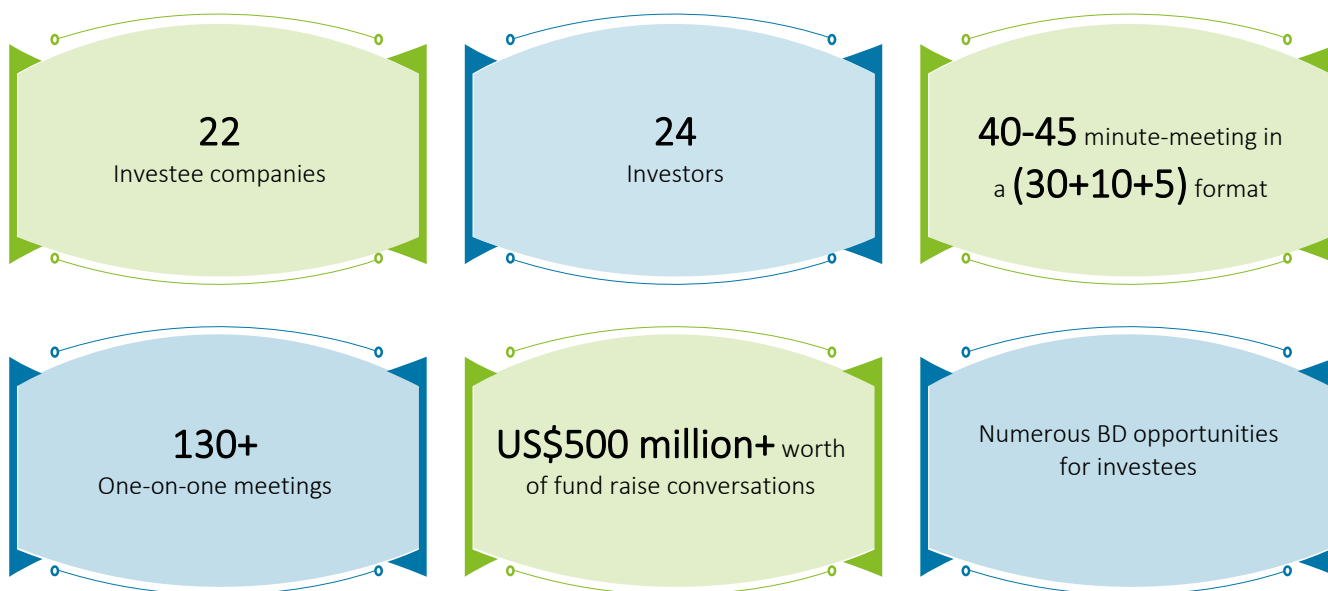 22
Investee companies
24
Investors
40-45 minute-meeting in
a (30+10+5) format
130+
One-on-one meetings
US$500 million+ worth
of fund raise conversations
Numerous BD opportunities
for investees